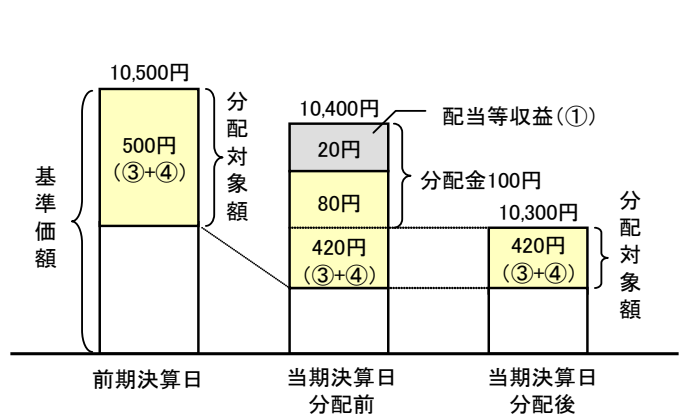 10,500円
500円
(③+④)
分配対象額
基準価額
前期決算日
10,400円
配当等収益(①)
20円
分配金100円
80円
420円
(③+④)
当期決算日
分配前
10,300円
420円
(③+④)
分配対象額
当期決算日
分配後